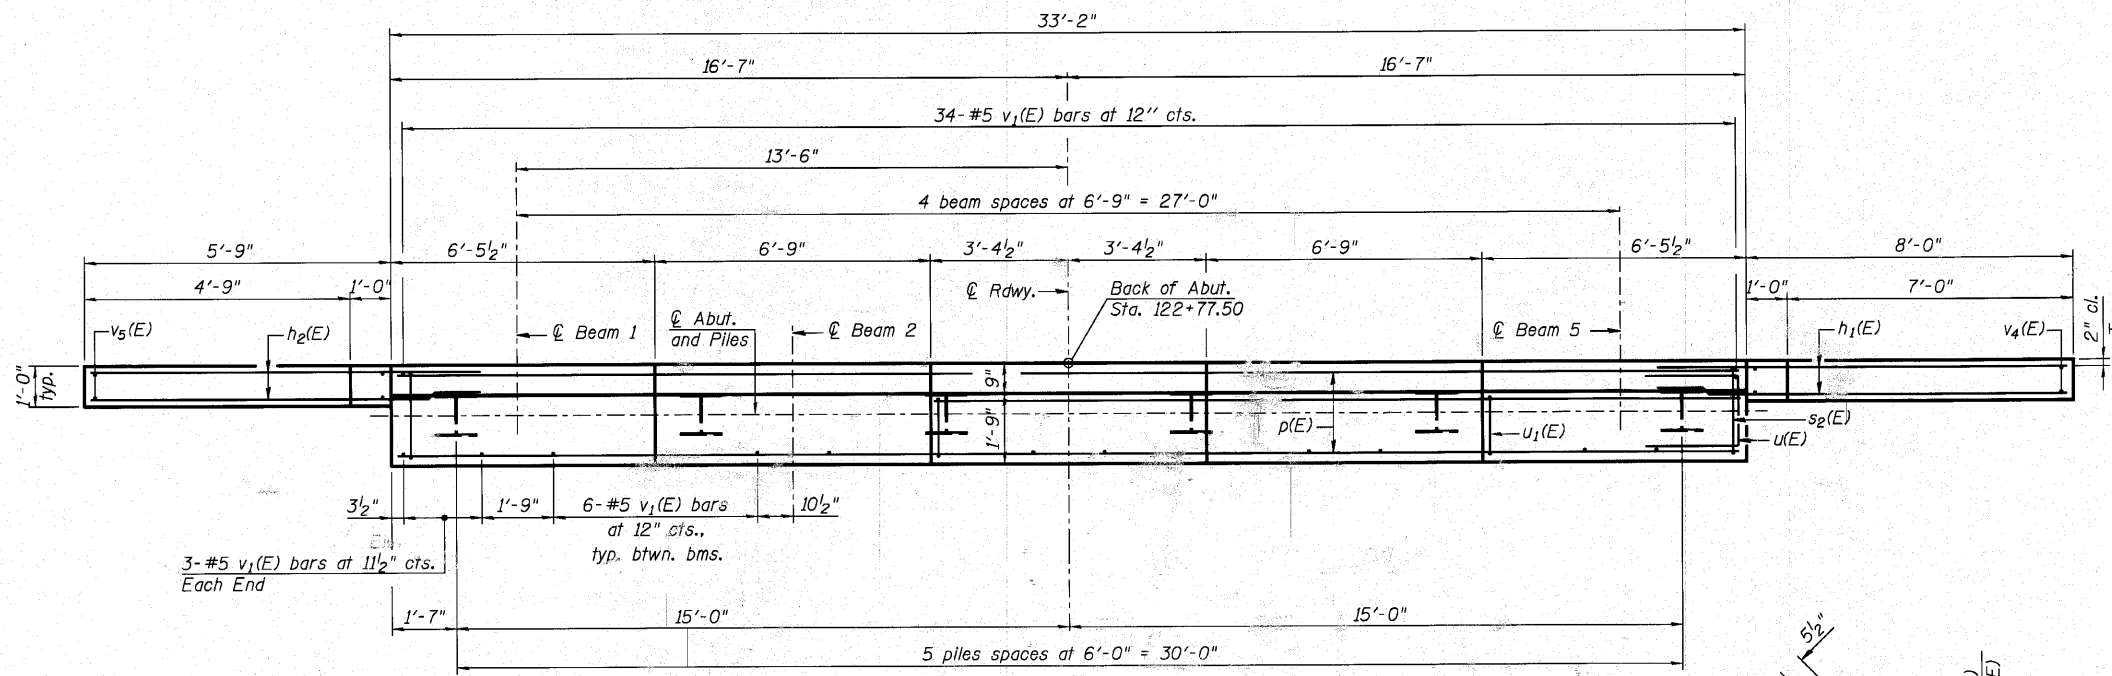 33'-2"
16'-7" 16'-7"
34-#5 v₁(E) bars at 12" cts.
13'-6"
4 beam spaces at 6'-9" = 27'-0"
5'-9" 6'-5½" 6'-9" 3'-4½" 3'-4½" 6'-9" 6'-5½" 8'-0"
4'-9" 1'-0" ℄ Rdwy. Back of Abut. 1'-0" 7'-0"
Sta. 122+77.50
v₅(E) h₂(E) ℄ Beam 1 ℄ Abut. ℄ Beam 2 ℄ Beam 5 h₁(E) v₄(E) 2" cl.
and Piles
1'-0"
typ.
9"
1'-9" p(E) u₁(E) s₂(E)
u(E)
3½" 1'-9" 6-#5 v₁(E) bars 10½"
at 12" cts.,
typ. btwn. bms.
3-#5 v₁(E) bars at 11½" cts.
Each End
1'-7" 15'-0" 15'-0"
5½"
5 piles spaces at 6'-0" = 30'-0"